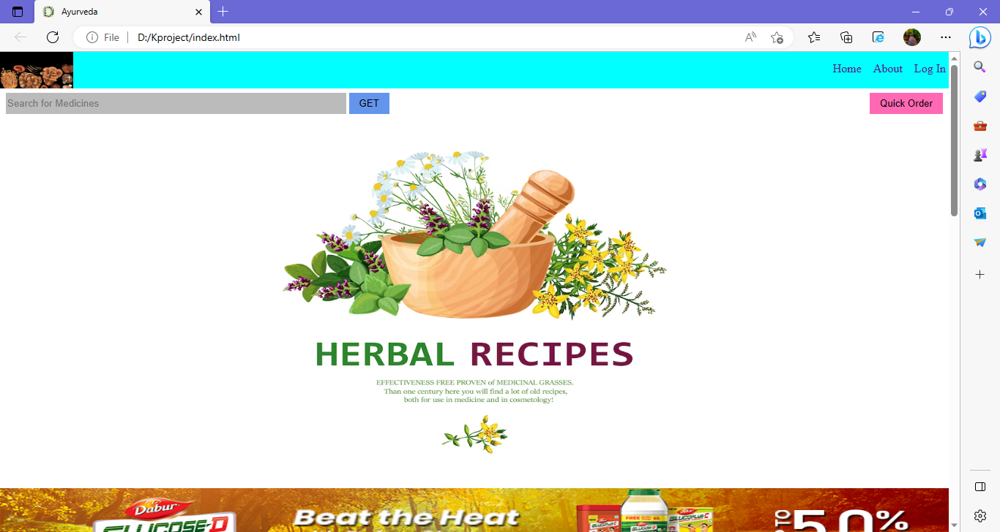 Ayurveda
File D:/Kproject/index.html
Home About Log In
Search for Medicines GET Quick Order
HERBAL RECIPES
EFFECTIVENESS FREE PROVEN of MEDICINAL GRASSES.
Than one century here you will find a lot of old recipes,
both for use in medicine and in cosmetology!
Dabur
GLUCOSE-D
Beat the Heat
TO 50%